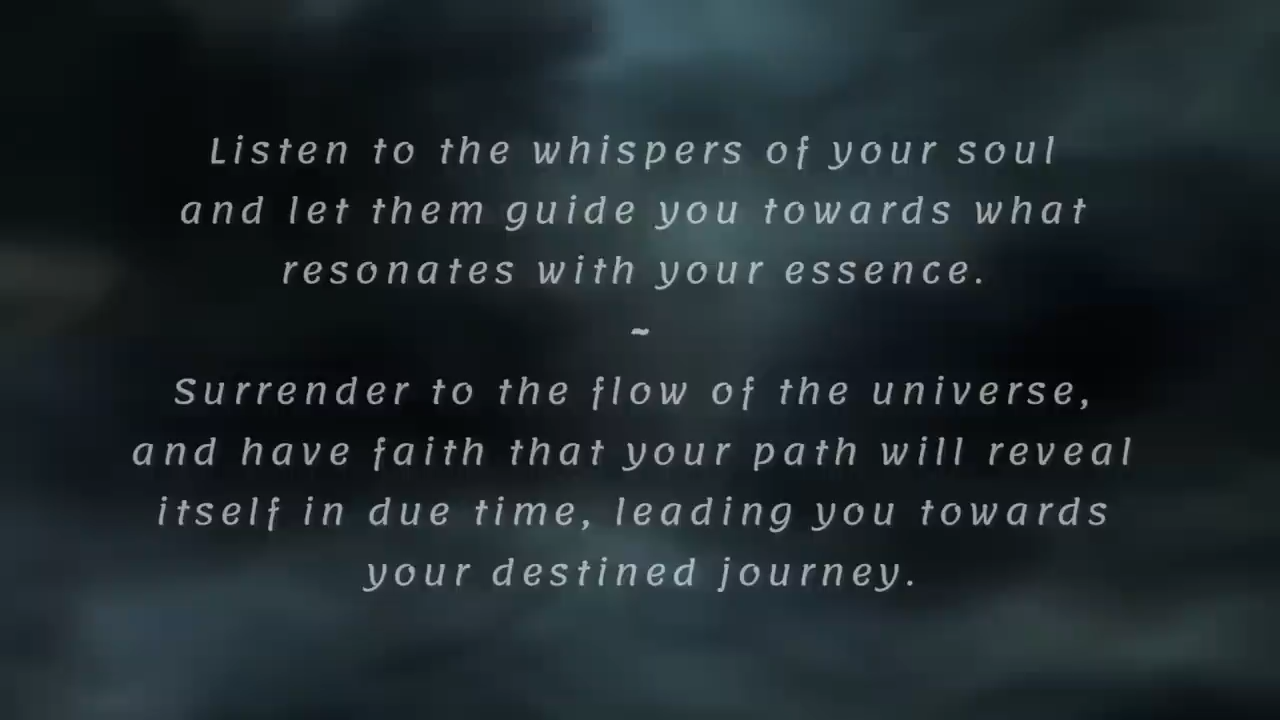 Listen to the whispers of your soul
and let them guide you towards what
resonates with your essence.
~
Surrender to the flow of the universe,
and have faith that your path will reveal
itself in due time, leading you towards
your destined journey.